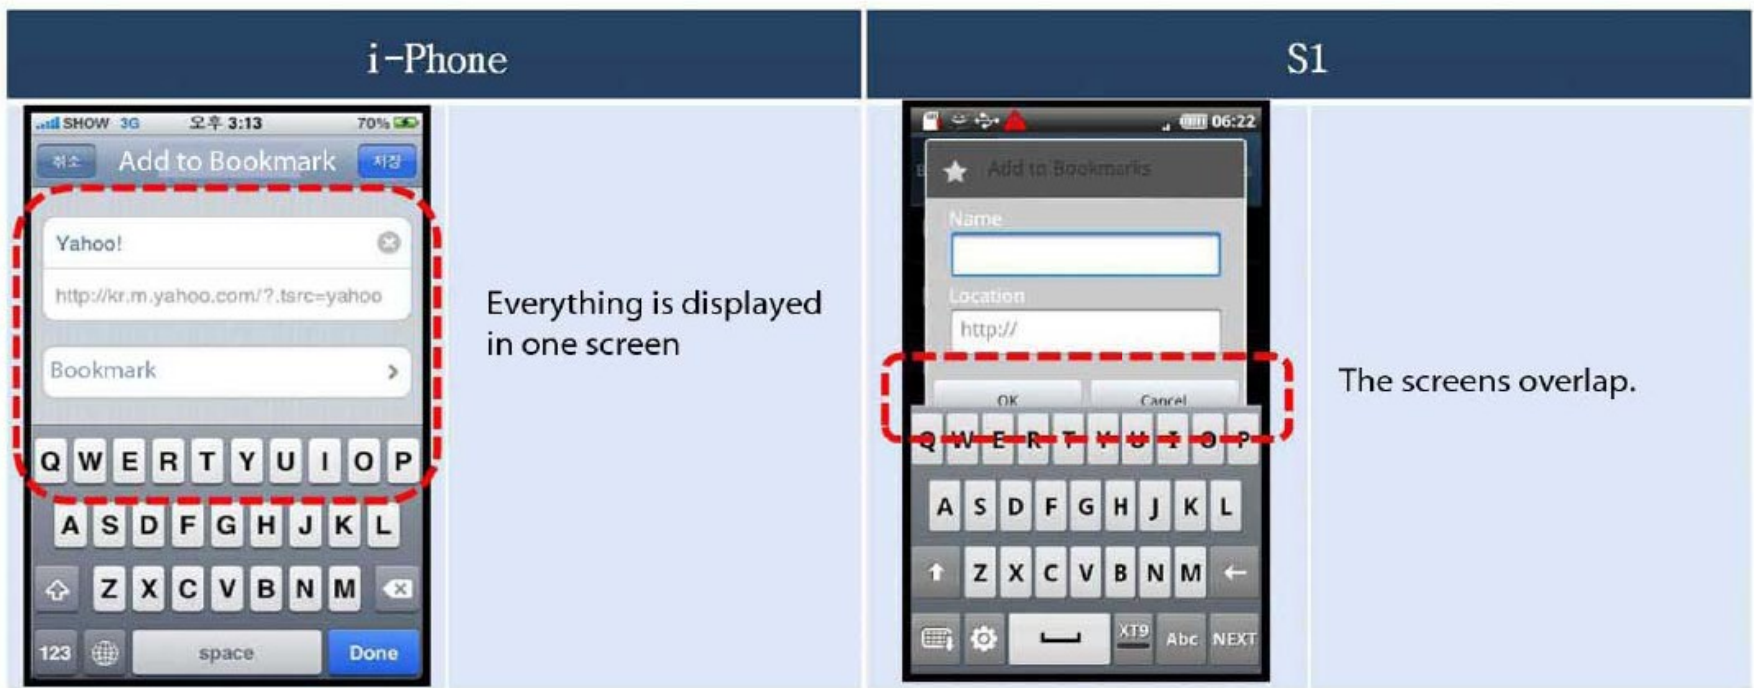 i-Phone
S1
SHOW 3G 오후 3:13 70%
취소 Add to Bookmark 저장
Yahoo!
http://kr.m.yahoo.com/?.tsrc=yahoo
Bookmark
Q W E R T Y U I O P
A S D F G H J K L
Z X C V B N M
123 space Done
Everything is displayed
in one screen
06:22
Add to Bookmarks
Name
Location
http://
OK Cancel
Q W E R T Y U I O P
A S D F G H J K L
Z X C V B N M
XT9 Abc NEXT
The screens overlap.